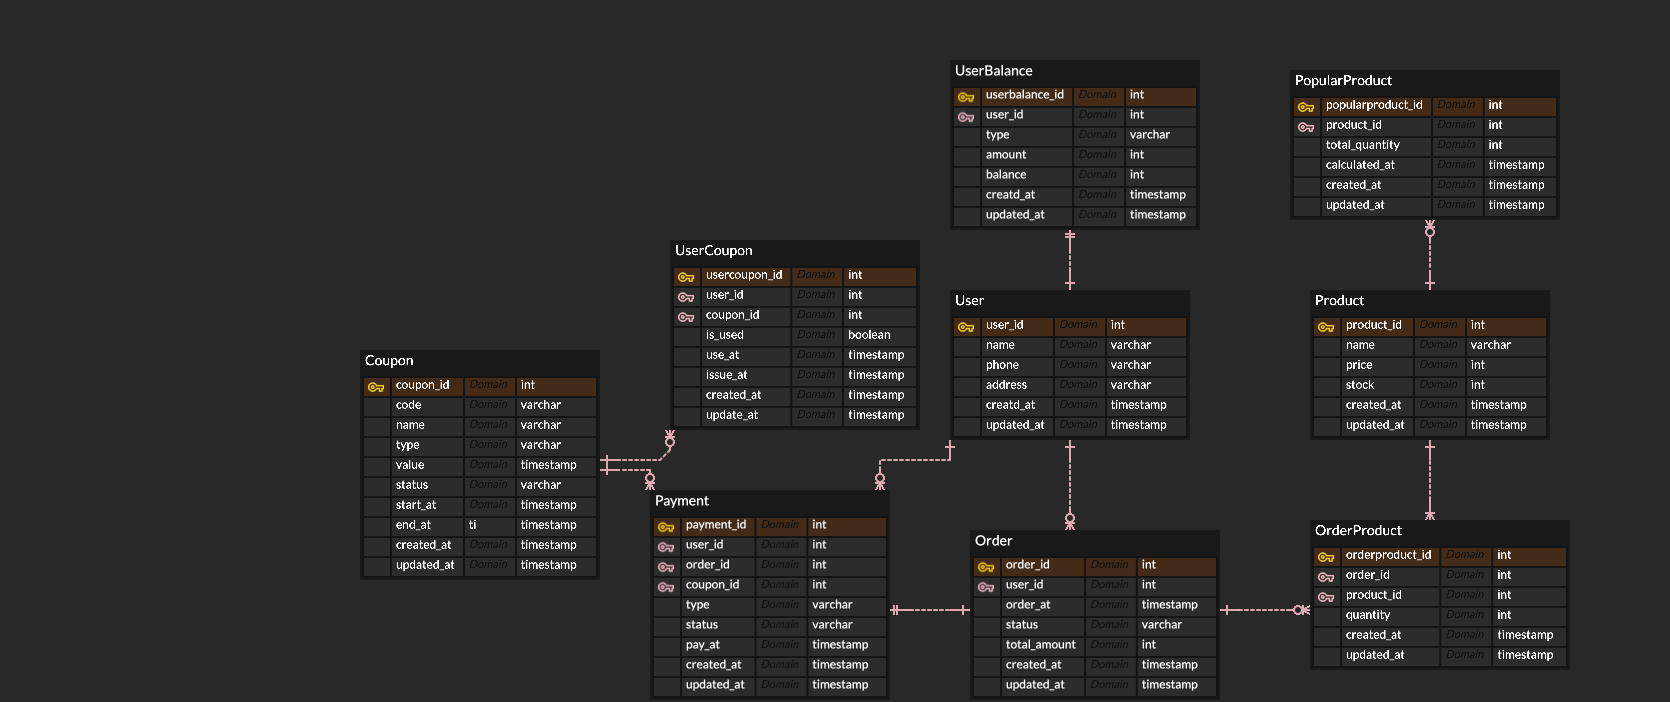 UserBalance
userbalance_id Domain int
user_id Domain int
type Domain varchar
amount Domain int
balance Domain int
creatd_at Domain timestamp
updated_at Domain timestamp
PopularProduct
popularproduct_id Domain int
product_id Domain int
total_quantity Domain int
calculated_at Domain timestamp
created_at Domain timestamp
updated_at Domain timestamp
UserCoupon
usercoupon_id Domain int
user_id Domain int
coupon_id Domain int
is_used Domain boolean
use_at Domain timestamp
issue_at Domain timestamp
created_at Domain timestamp
update_at Domain timestamp
User
user_id Domain int
name Domain varchar
phone Domain varchar
address Domain varchar
creatd_at Domain timestamp
updated_at Domain timestamp
Product
product_id Domain int
name Domain varchar
price Domain int
stock Domain int
created_at Domain timestamp
updated_at Domain timestamp
Coupon
coupon_id Domain int
code Domain varchar
name Domain varchar
type Domain varchar
value Domain timestamp
status Domain varchar
start_at Domain timestamp
end_at ti timestamp
created_at Domain timestamp
updated_at Domain timestamp
Payment
payment_id Domain int
user_id Domain int
order_id Domain int
coupon_id Domain int
type Domain varchar
status Domain varchar
pay_at Domain timestamp
created_at Domain timestamp
updated_at Domain timestamp
Order
order_id Domain int
user_id Domain int
order_at Domain timestamp
status Domain varchar
total_amount Domain int
created_at Domain timestamp
updated_at Domain timestamp
OrderProduct
orderproduct_id Domain int
order_id Domain int
product_id Domain int
quantity Domain int
created_at Domain timestamp
updated_at Domain timestamp